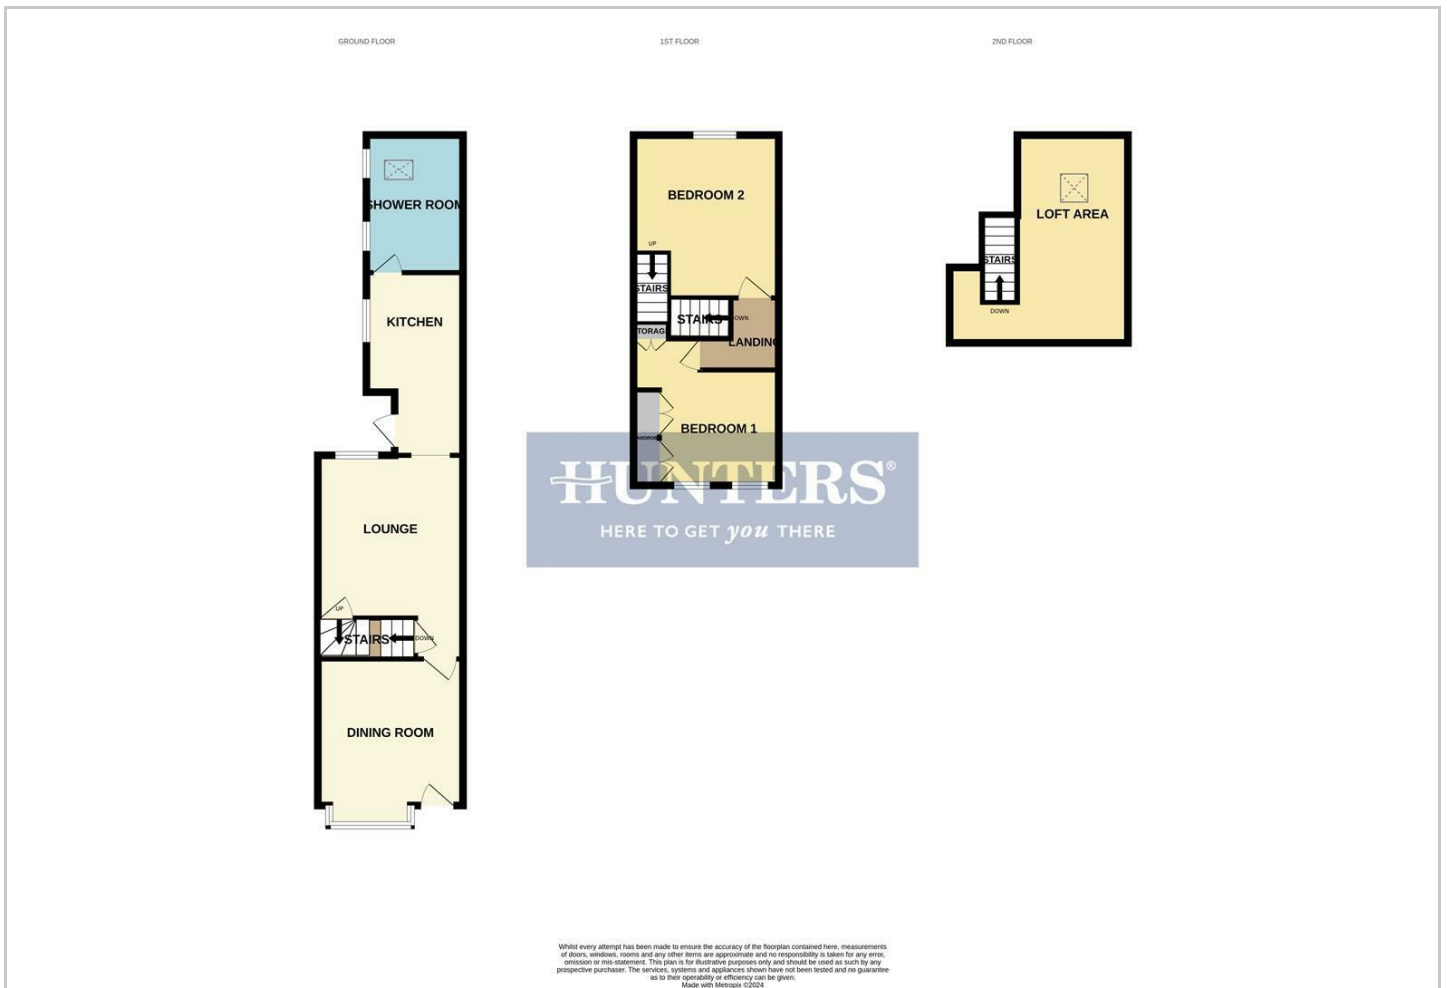 GROUND FLOOR
1ST FLOOR
2ND FLOOR
SHOWER ROOM
KITCHEN
LOUNGE
UP
STAIRS
DOWN
DINING ROOM
BEDROOM 2
UP
STAIRS
STAIRS
DOWN
TORAG
LANDING
BEDROOM 1
LOFT AREA
STAIRS
DOWN
HUNTERS®
HERE TO GET you THERE
Whilst every attempt has been made to ensure the accuracy of the floorplan contained here, measurements
of doors, windows, rooms and any other items are approximate and no responsibility is taken for any error,
omission or mis-statement. This plan is for illustrative purposes only and should be used as such by any
prospective purchaser. The services, systems and appliances shown have not been tested and no guarantee
as to their operability or efficiency can be given.
Made with Metropix ©2024